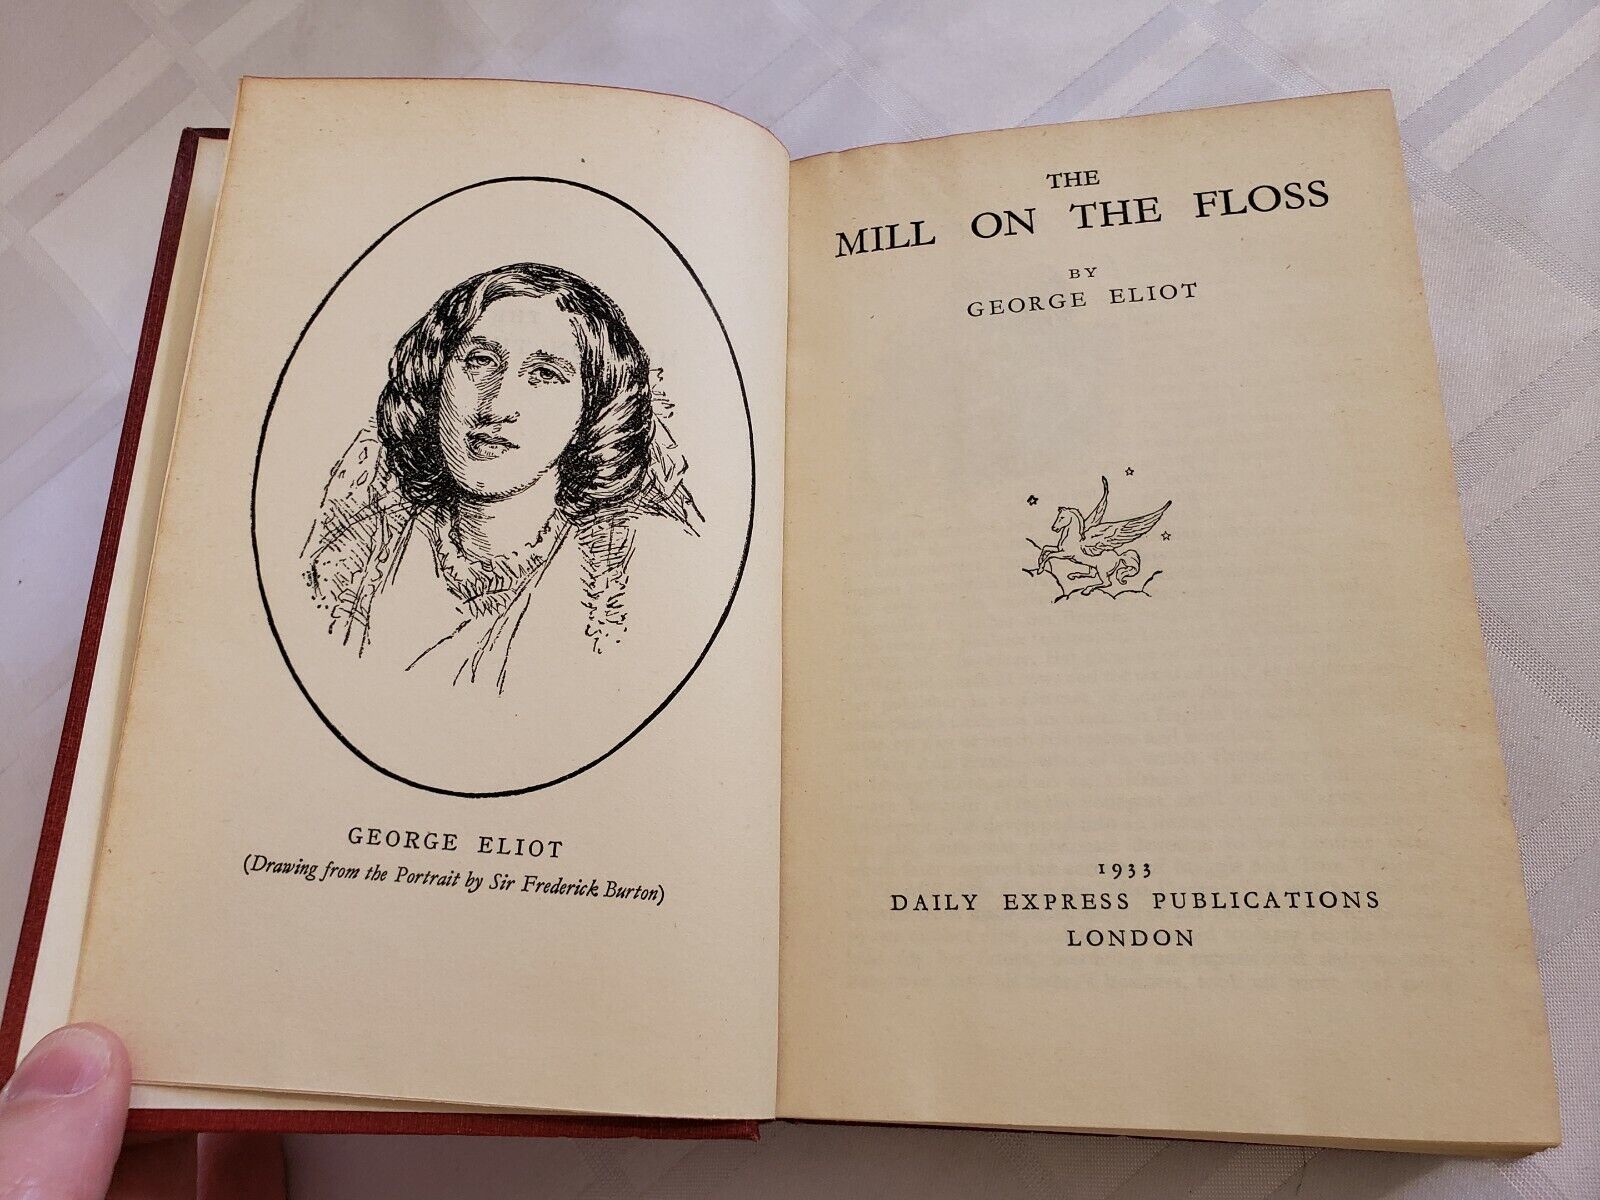 GEORGE ELIOT
(Drawing from the Portrait by Sir Frederick Burton)
THE
MILL ON THE FLOSS
BY
GEORGE ELIOT
1933
DAILY EXPRESS PUBLICATIONS
LONDON